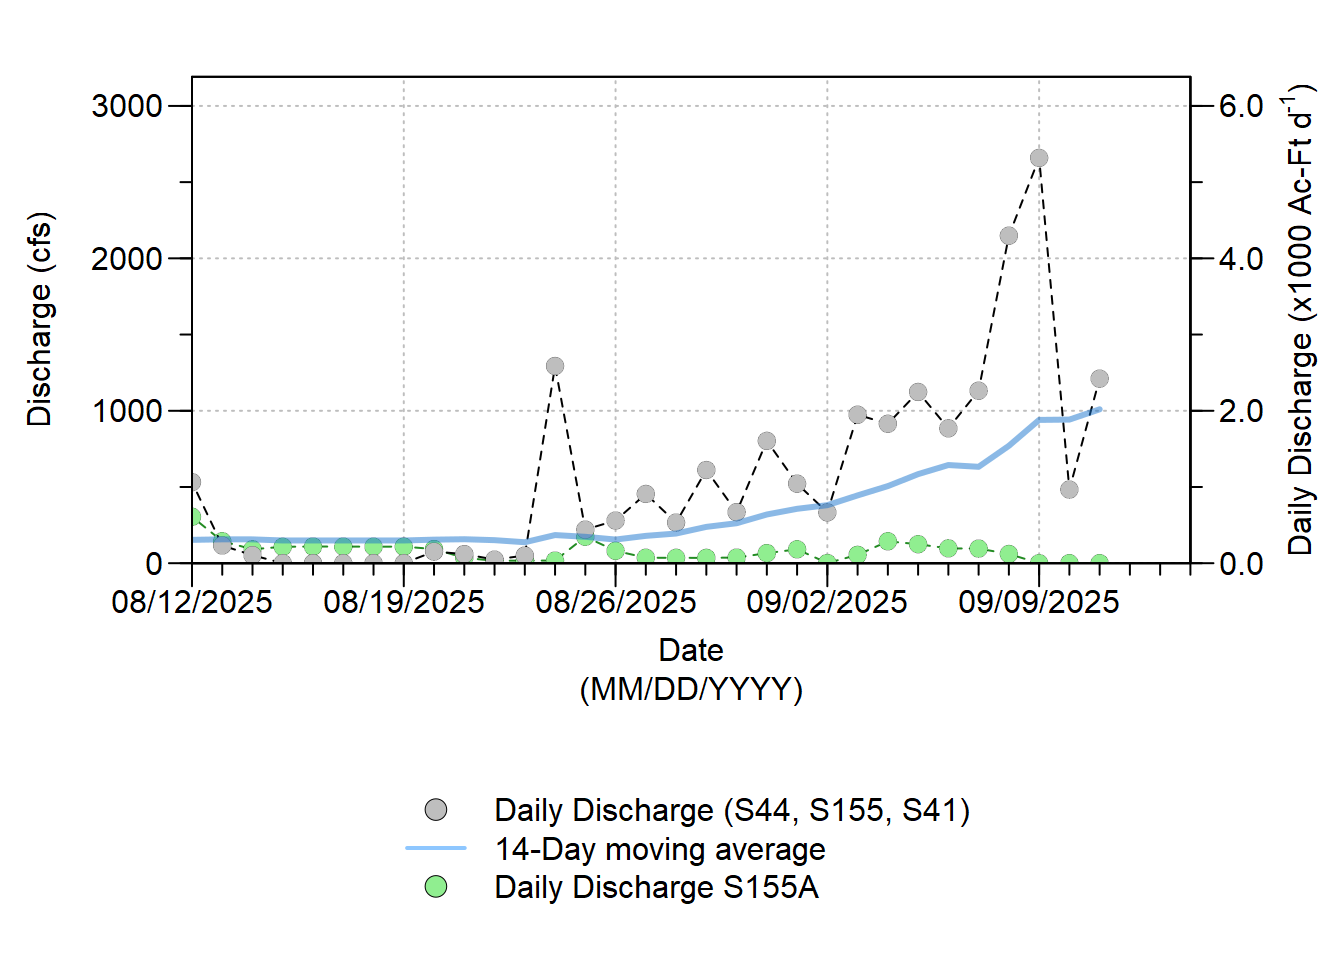 3000
2000
1000
0
Discharge (cfs)
6.0
4.0
2.0
0.0
Daily Discharge (x1000 Ac-Ft d-1)
08/12/2025
08/19/2025
08/26/2025
09/02/2025
09/09/2025
Date
(MM/DD/YYYY)
Daily Discharge (S44, S155, S41)
14-Day moving average
Daily Discharge S155A